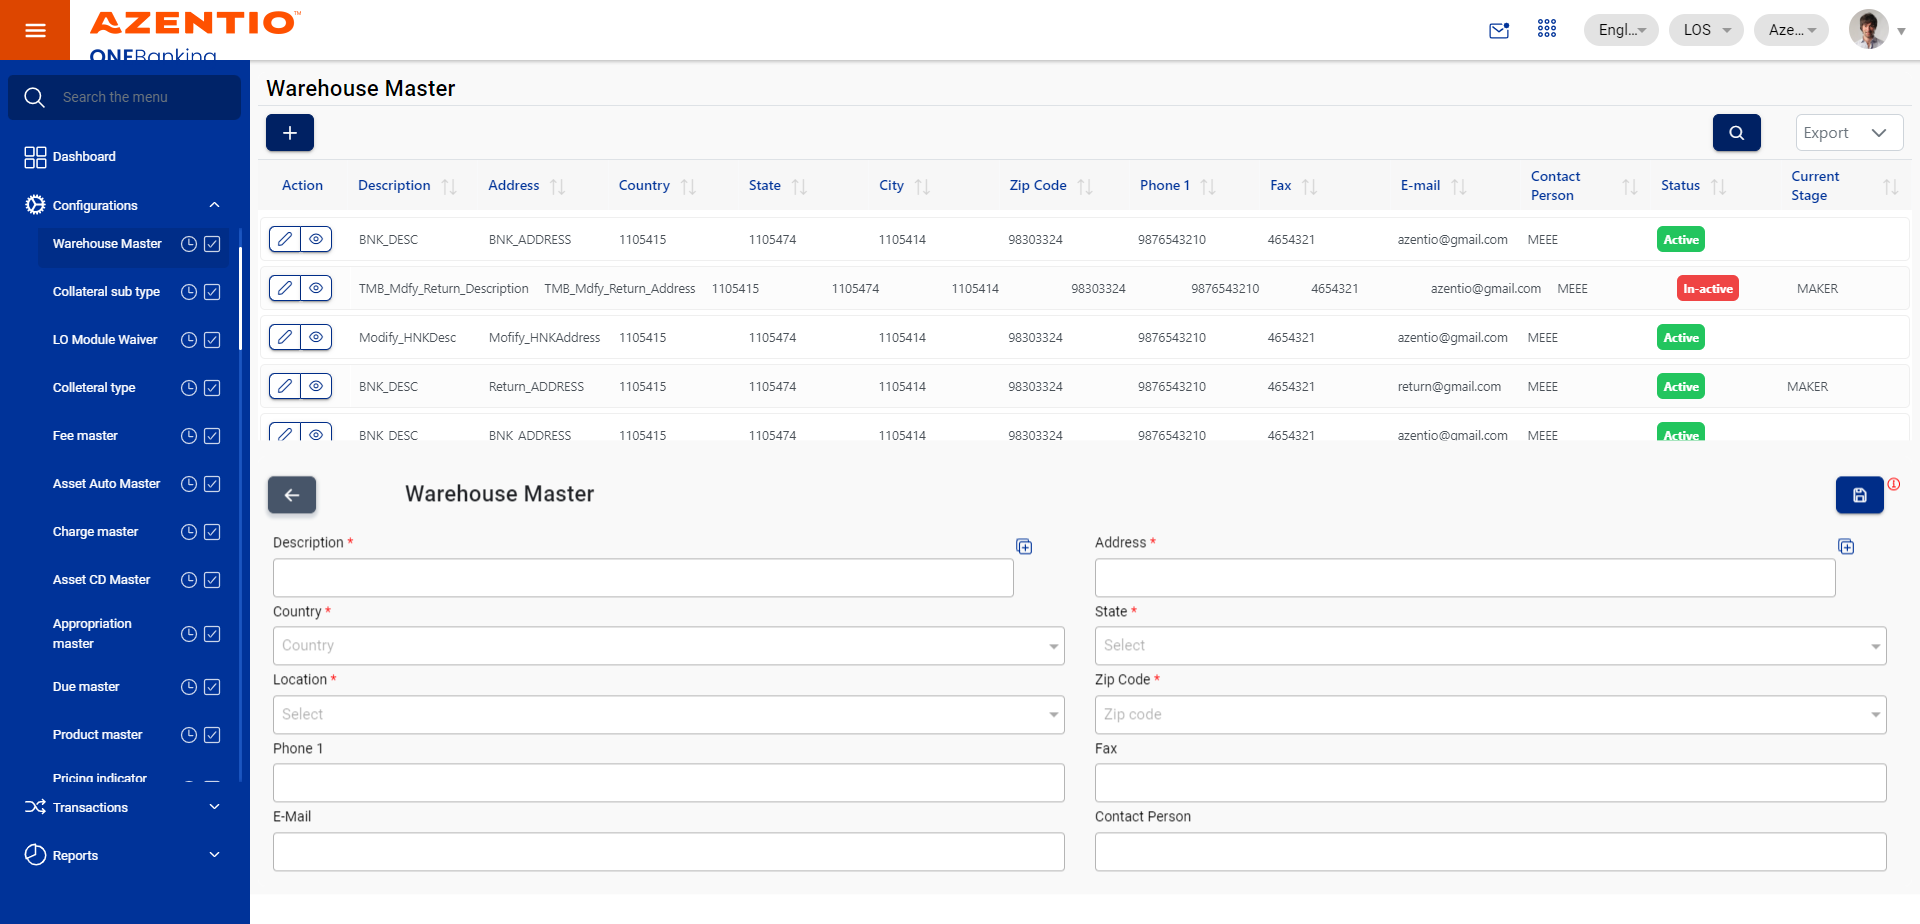 AZENTIO™
ONEBanking
Engl...
LOS
Aze...
Search the menu
Dashboard
Configurations
Warehouse Master
Collateral sub type
LO Module Waiver
Colleteral type
Fee master
Asset Auto Master
Charge master
Asset CD Master
Appropriation
master
Due master
Product master
Pricing indicator
Transactions
Reports
Warehouse Master
Export
Action Description Address Country State City Zip Code Phone 1 Fax E-mail Contact Person Status Current Stage
BNK_DESC BNK_ADDRESS 1105415 1105474 1105414 98303324 9876543210 4654321 azentio@gmail.com MEEE Active
TMB_Mdfy_Return_Description TMB_Mdfy_Return_Address 1105415 1105474 1105414 98303324 9876543210 4654321 azentio@gmail.com MEEE In-active MAKER
Modify_HNKDesc Mofify_HNKAddress 1105415 1105474 1105414 98303324 9876543210 4654321 azentio@gmail.com MEEE Active
BNK_DESC Return_ADDRESS 1105415 1105474 1105414 98303324 9876543210 4654321 return@gmail.com MEEE Active MAKER
BNK_DESC BNK_ADDRESS 1105415 1105474 1105414 98303324 9876543210 4654321 azentio@gmail.com MEEE Active
Warehouse Master
Description * Address *
Country * State *
Country Select
Location * Zip Code *
Select Zip code
Phone 1 Fax
E-Mail Contact Person